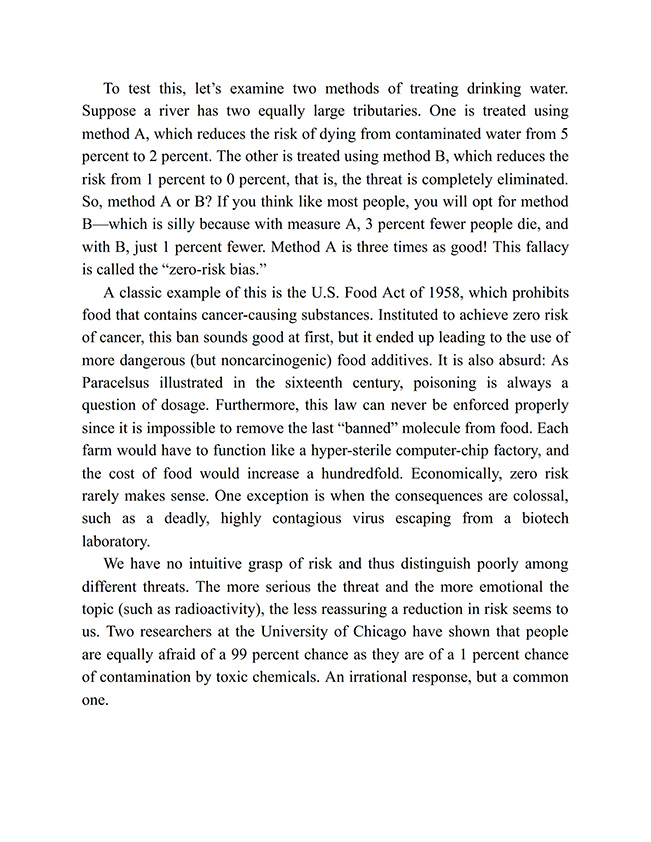 To test this, let’s examine two methods of treating drinking water.
Suppose a river has two equally large tributaries. One is treated using
method A, which reduces the risk of dying from contaminated water from 5
percent to 2 percent. The other is treated using method B, which reduces the
risk from 1 percent to 0 percent, that is, the threat is completely eliminated.
So, method A or B? If you think like most people, you will opt for method
B—which is silly because with measure A, 3 percent fewer people die, and
with B, just 1 percent fewer. Method A is three times as good! This fallacy
is called the “zero-risk bias.”
A classic example of this is the U.S. Food Act of 1958, which prohibits
food that contains cancer-causing substances. Instituted to achieve zero risk
of cancer, this ban sounds good at first, but it ended up leading to the use of
more dangerous (but noncarcinogenic) food additives. It is also absurd: As
Paracelsus illustrated in the sixteenth century, poisoning is always a
question of dosage. Furthermore, this law can never be enforced properly
since it is impossible to remove the last “banned” molecule from food. Each
farm would have to function like a hyper-sterile computer-chip factory, and
the cost of food would increase a hundredfold. Economically, zero risk
rarely makes sense. One exception is when the consequences are colossal,
such as a deadly, highly contagious virus escaping from a biotech
laboratory.
We have no intuitive grasp of risk and thus distinguish poorly among
different threats. The more serious the threat and the more emotional the
topic (such as radioactivity), the less reassuring a reduction in risk seems to
us. Two researchers at the University of Chicago have shown that people
are equally afraid of a 99 percent chance as they are of a 1 percent chance
of contamination by toxic chemicals. An irrational response, but a common
one.